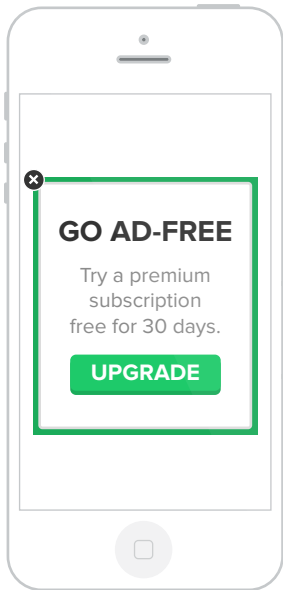 GO AD-FREE
Try a premium
subscription
free for 30 days.
UPGRADE